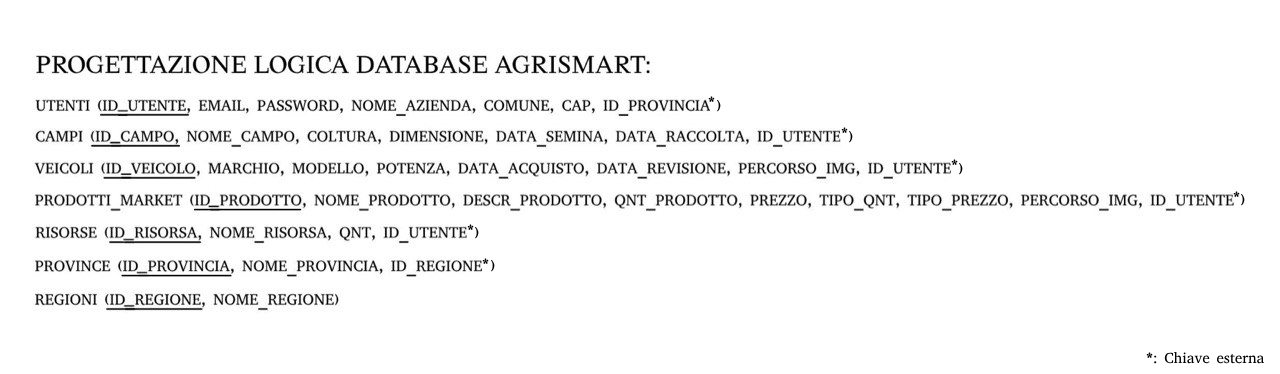 PROGETTAZIONE LOGICA DATABASE AGRISMART:
UTENTI (ID_UTENTE, EMAIL, PASSWORD, NOME_AZIENDA, COMUNE, CAP, ID_PROVINCIA*)
CAMPI (ID_CAMPO, NOME_CAMPO, COLTURA, DIMENSIONE, DATA_SEMINA, DATA_RACCOLTA, ID_UTENTE*)
VEICOLI (ID_VEICOLO, MARCHIO, MODELLO, POTENZA, DATA_ACQUISTO, DATA_REVISIONE, PERCORSO_IMG, ID_UTENTE*)
PRODOTTI_MARKET (ID_PRODOTTO, NOME_PRODOTTO, DESCR_PRODOTTO, QNT_PRODOTTO, PREZZO, TIPO_QNT, TIPO_PREZZO, PERCORSO_IMG, ID_UTENTE*)
RISORSE (ID_RISORSA, NOME_RISORSA, QNT, ID_UTENTE*)
PROVINCE (ID_PROVINCIA, NOME_PROVINCIA, ID_REGIONE*)
REGIONI (ID_REGIONE, NOME_REGIONE)
*: Chiave esterna